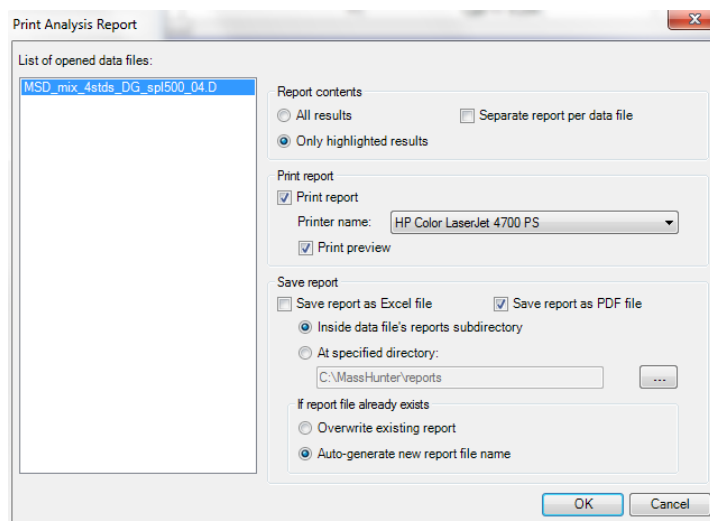 Print Analysis Report
List of opened data files:
MSD_mix_4stds_DG_spl500_04.D
Report contents
All results
Separate report per data file
Only highlighted results
Print report
Print report
Printer name: HP Color LaserJet 4700 PS
Print preview
Save report
Save report as Excel file
Save report as PDF file
Inside data file's reports subdirectory
At specified directory:
C:\MassHunter\reports
...
If report file already exists
Overwrite existing report
Auto-generate new report file name
OK
Cancel